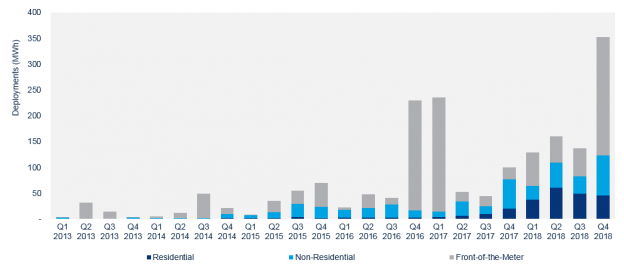 Deployments (MWh)
400
350
300
250
200
150
100
50
-
Q1 Q2 Q3 Q4 Q1 Q2 Q3 Q4 Q1 Q2 Q3 Q4 Q1 Q2 Q3 Q4 Q1 Q2 Q3 Q4 Q1 Q2 Q3 Q4
2013 2013 2013 2013 2014 2014 2014 2014 2015 2015 2015 2015 2016 2016 2016 2016 2017 2017 2017 2017 2018 2018 2018 2018
Residential Non-Residential Front-of-the-Meter